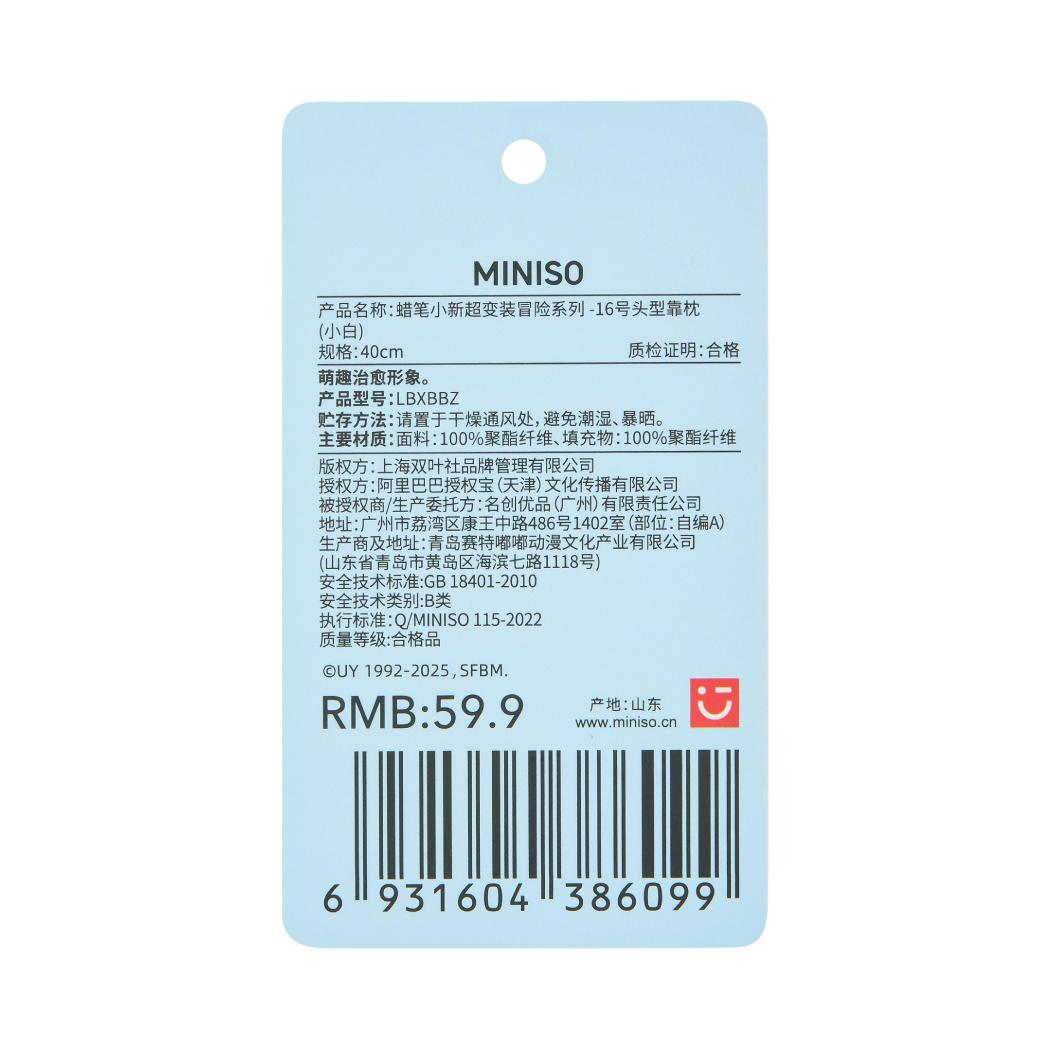 MINISO
产品名称：蜡笔小新超变装冒险系列 -16号头型靠枕
(小白)
规格：40cm 质检证明：合格
萌趣治愈形象。
产品型号：LBXBBZ
贮存方法：请置于干燥通风处，避免潮湿、暴晒。
主要材质：面料：100%聚酯纤维、填充物：100%聚酯纤维
版权方：上海双叶社品牌管理有限公司
授权方：阿里巴巴授权宝（天津）文化传播有限公司
被授权商/生产委托方：名创优品（广州）有限责任公司
地址：广州市荔湾区康王中路486号1402室（部位：自编A）
生产商及地址：青岛赛特嘟嘟动漫文化产业有限公司
(山东省青岛市黄岛区海滨七路1118号)
安全技术标准:GB 18401-2010
安全技术类别:B类
执行标准：Q/MINISO 115-2022
质量等级:合格品
©UY 1992-2025, SFBM.
RMB:59.9
产地：山东
www.miniso.cn
6 931604 386099